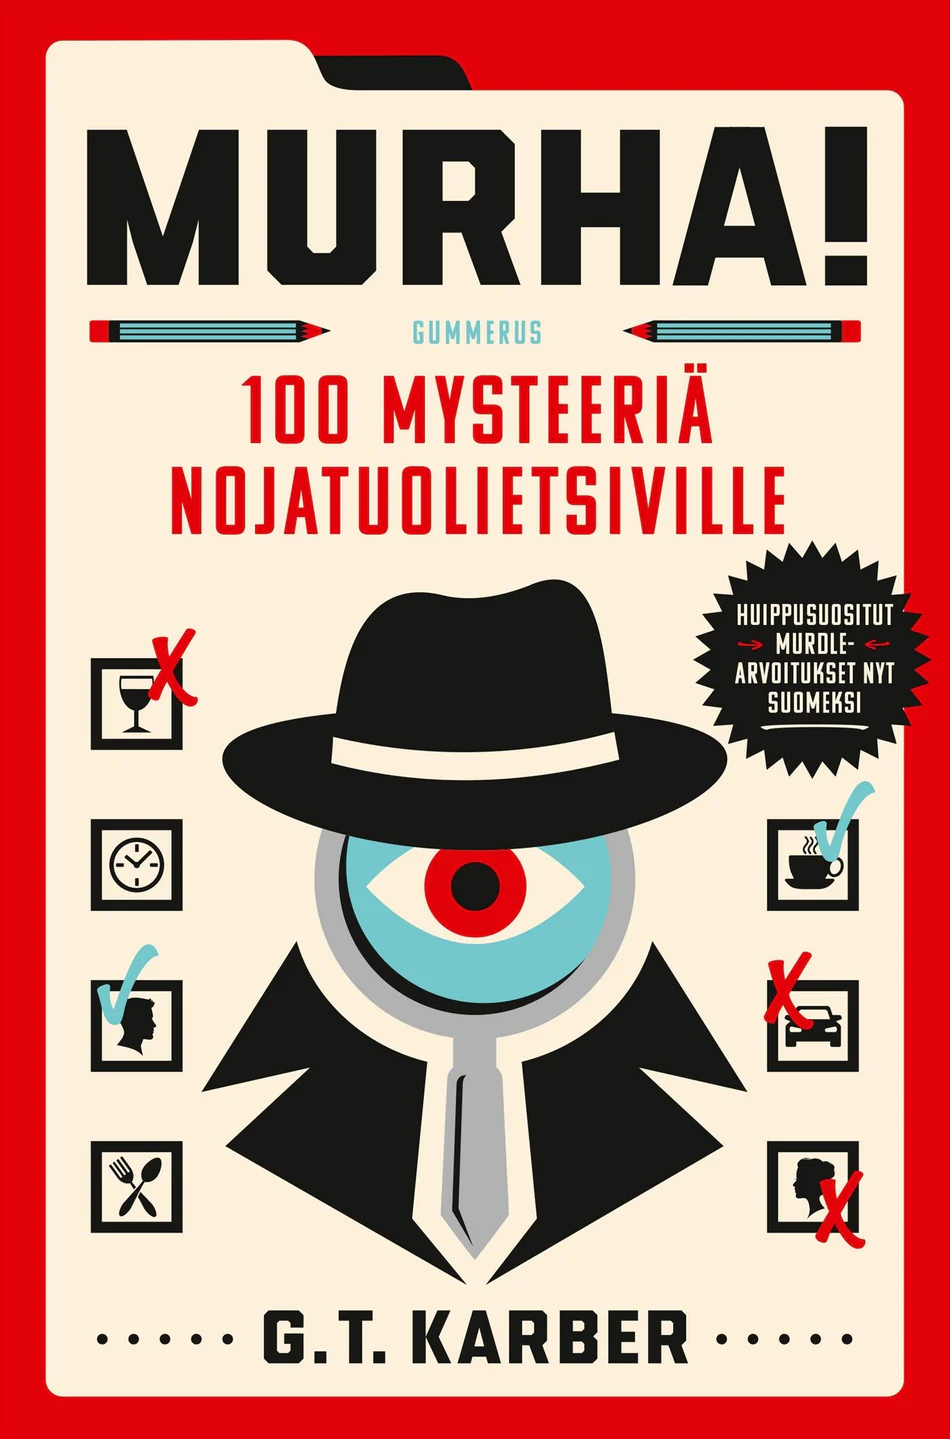 MURHA!
GUMMERUS
100 MYSTEERIÄ
NOJATUOLIETSIVILLE
HUIPPUSUOSITUT
MURDLE-
ARVOITUKSET NYT
SUOMEKSI
G.T. KARBER